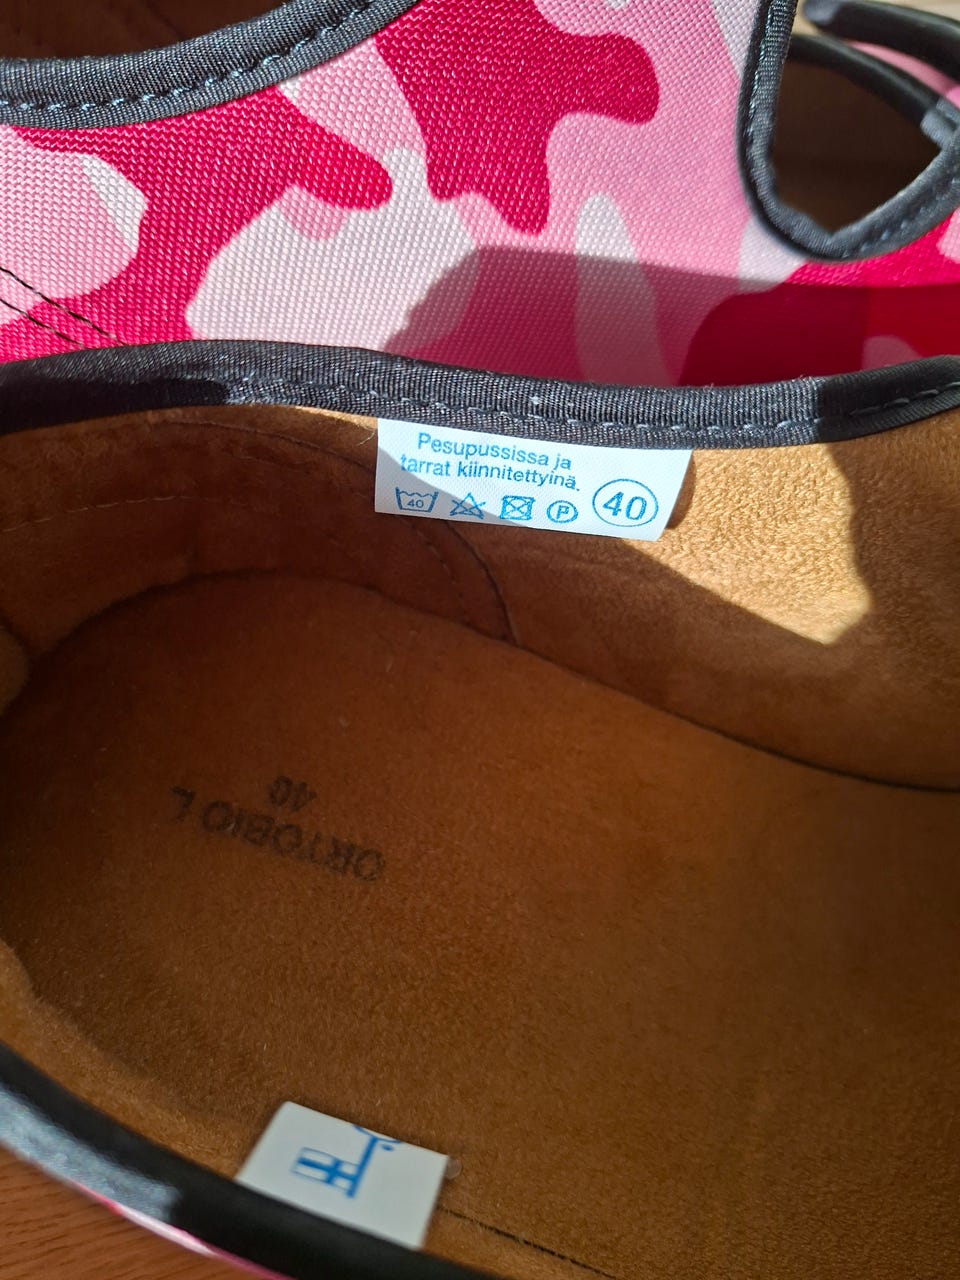 Pesupussissa ja
tarrat kiinnitettyinä.
40 P 40
ORTOBIO L
40